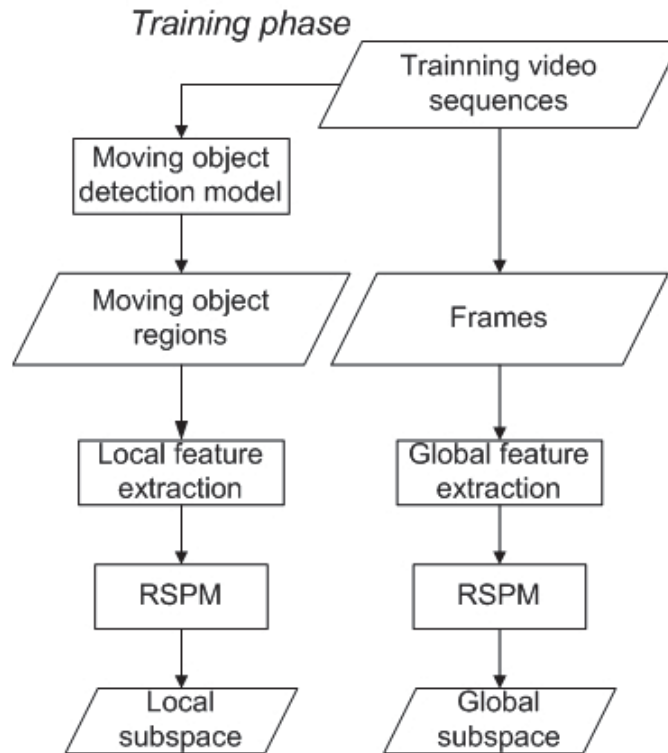 Training phase
Trainning video
sequences
Moving object
detection model
Moving object
regions
Frames
Local feature
extraction
Global feature
extraction
RSPM
RSPM
Local
subspace
Global
subspace